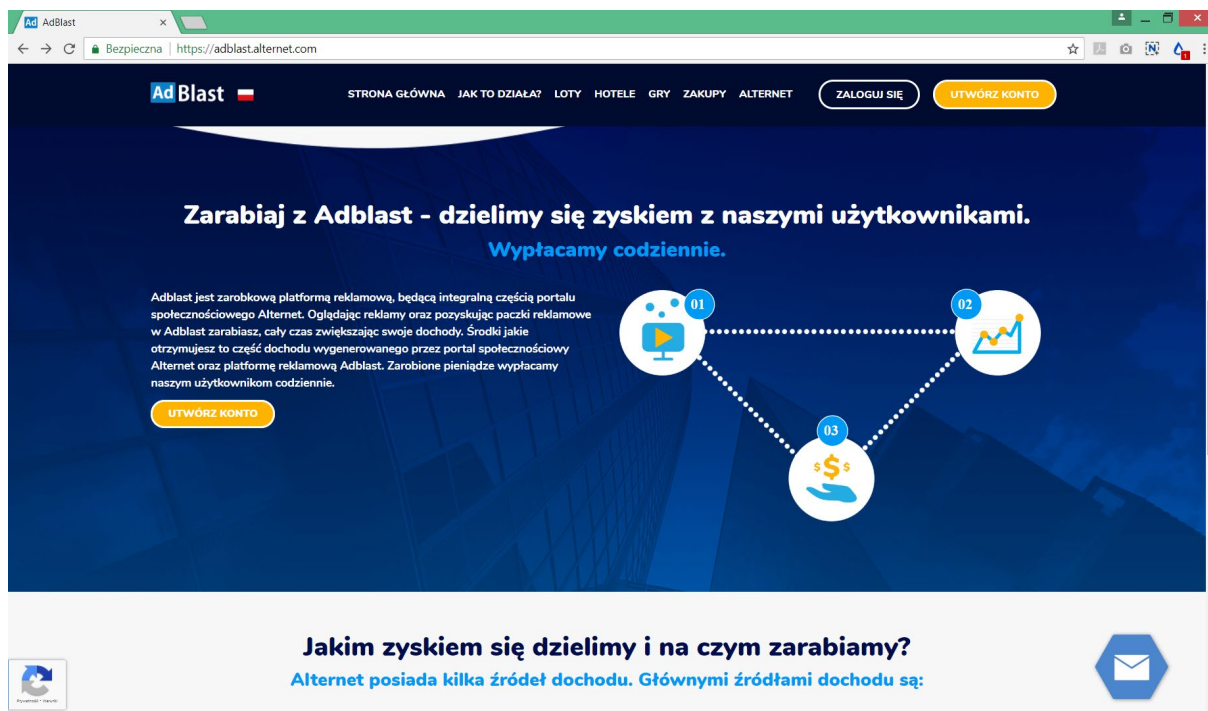 Ad AdBlast
Bezpieczna | https://adblast.alternet.com
Ad Blast
STRONA GŁÓWNA JAK TO DZIAŁA? LOTY HOTELE GRY ZAKUPY ALTERNET ZALOGUJ SIĘ UTWÓRZ KONTO
Zarabiaj z Adblast - dzielimy się zyskiem z naszymi użytkownikami.
Wypłacamy codziennie.
Adblast jest zarobkową platformą reklamową, będącą integralną częścią portalu
społecznościowego Alternet. Oglądając reklamy oraz pozyskując paczki reklamowe
w Adblast zarabiasz, cały czas zwiększając swoje dochody. Środki jakie
otrzymujesz to część dochodu wygenerowanego przez portal społecznościowy
Alternet oraz platformę reklamową Adblast. Zarobione pieniądze wypłacamy
naszym użytkownikom codziennie.
UTWÓRZ KONTO
01
02
03
$ $ $
Jakim zyskiem się dzielimy i na czym zarabiamy?
Alternet posiada kilka źródeł dochodu. Głównymi źródłami dochodu są: